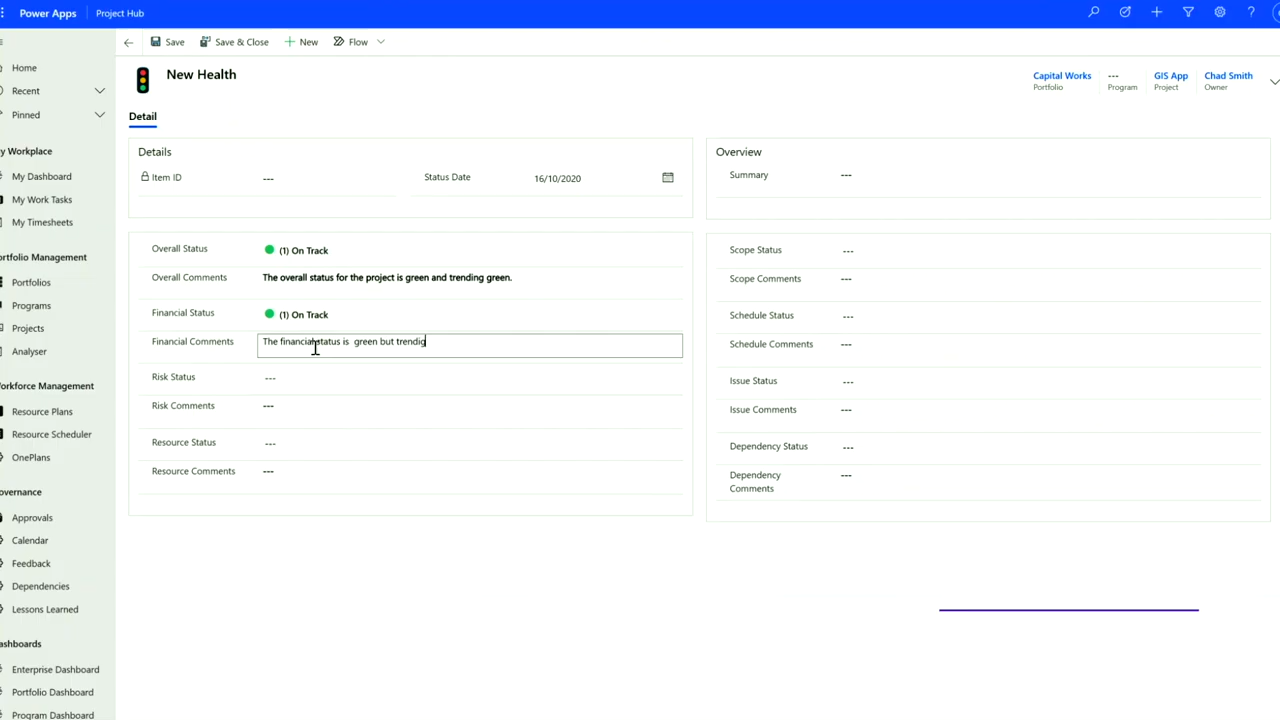 Power Apps Project Hub
Save Save & Close New Flow
New Health
Capital Works --- GIS App Chad Smith
Portfolio Program Project Owner
Detail
Home
Recent
Pinned
y Workplace
My Dashboard
My Work Tasks
My Timesheets
ortfolio Management
Portfolios
Programs
Projects
Analyser
orkforce Management
Resource Plans
Resource Scheduler
OnePlans
overnance
Approvals
Calendar
Feedback
Dependencies
Lessons Learned
ashboards
Enterprise Dashboard
Portfolio Dashboard
Program Dashboard
Details
Item ID --- Status Date 16/10/2020
Overall Status (1) On Track
Overall Comments The overall status for the project is green and trending green.
Financial Status (1) On Track
Financial Comments The financial status is  green but trendig
Risk Status ---
Risk Comments ---
Resource Status ---
Resource Comments ---
Overview
Summary ---
Scope Status ---
Scope Comments ---
Schedule Status ---
Schedule Comments ---
Issue Status ---
Issue Comments ---
Dependency Status ---
Dependency ---
Comments